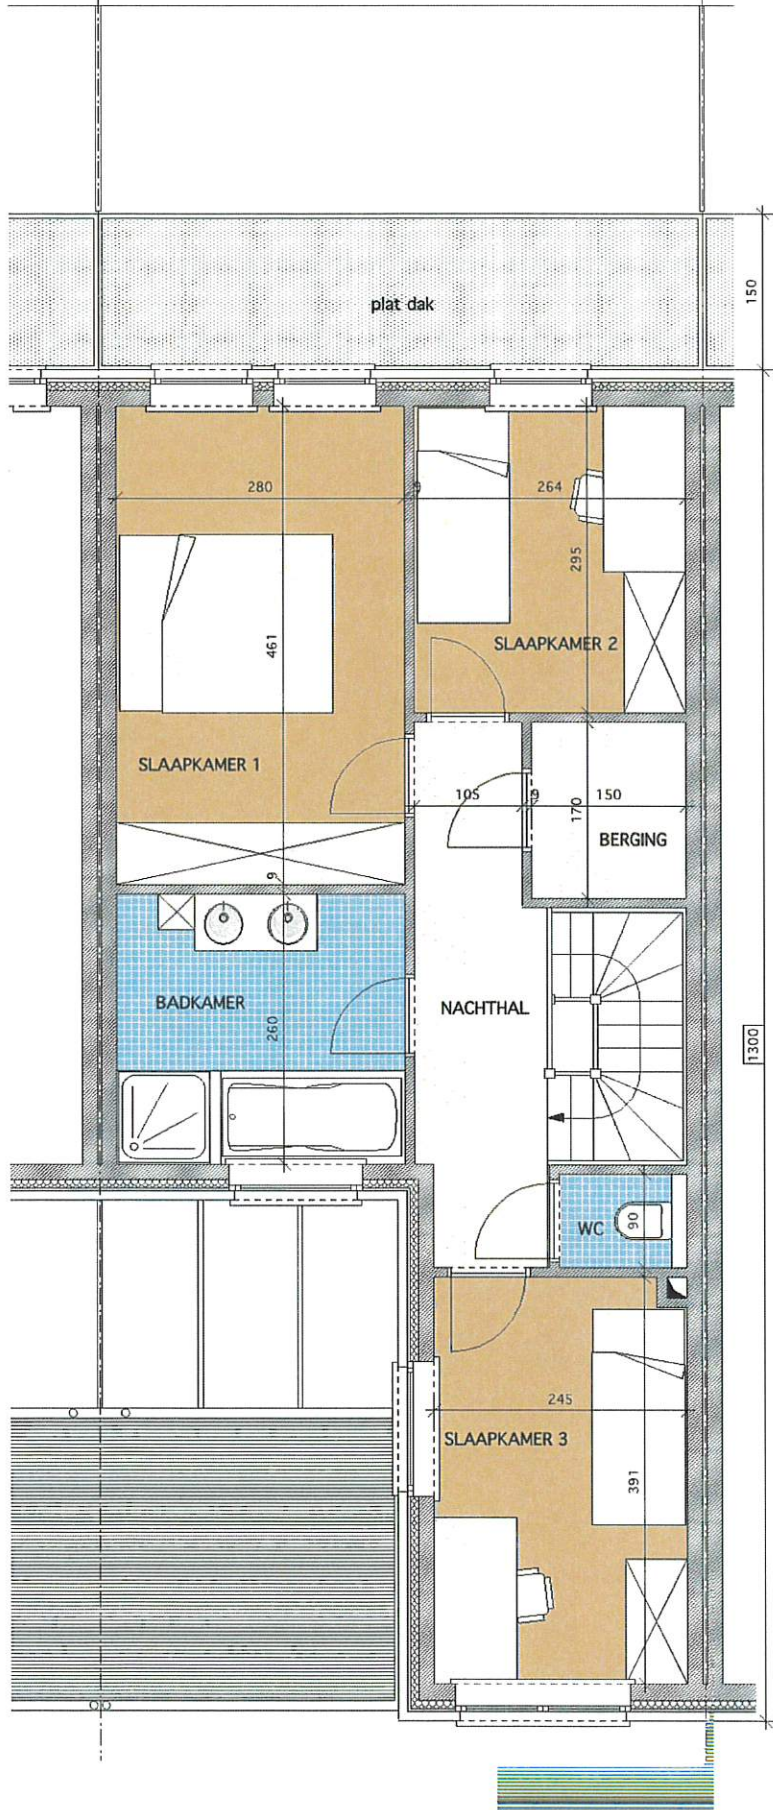 plat dak
150
280
9
264
295
461
SLAAPKAMER 2
SLAAPKAMER 1
105
9
150
170
BERGING
9
BADKAMER
260
NACHTHAL
1300
WC
90
245
SLAAPKAMER 3
391